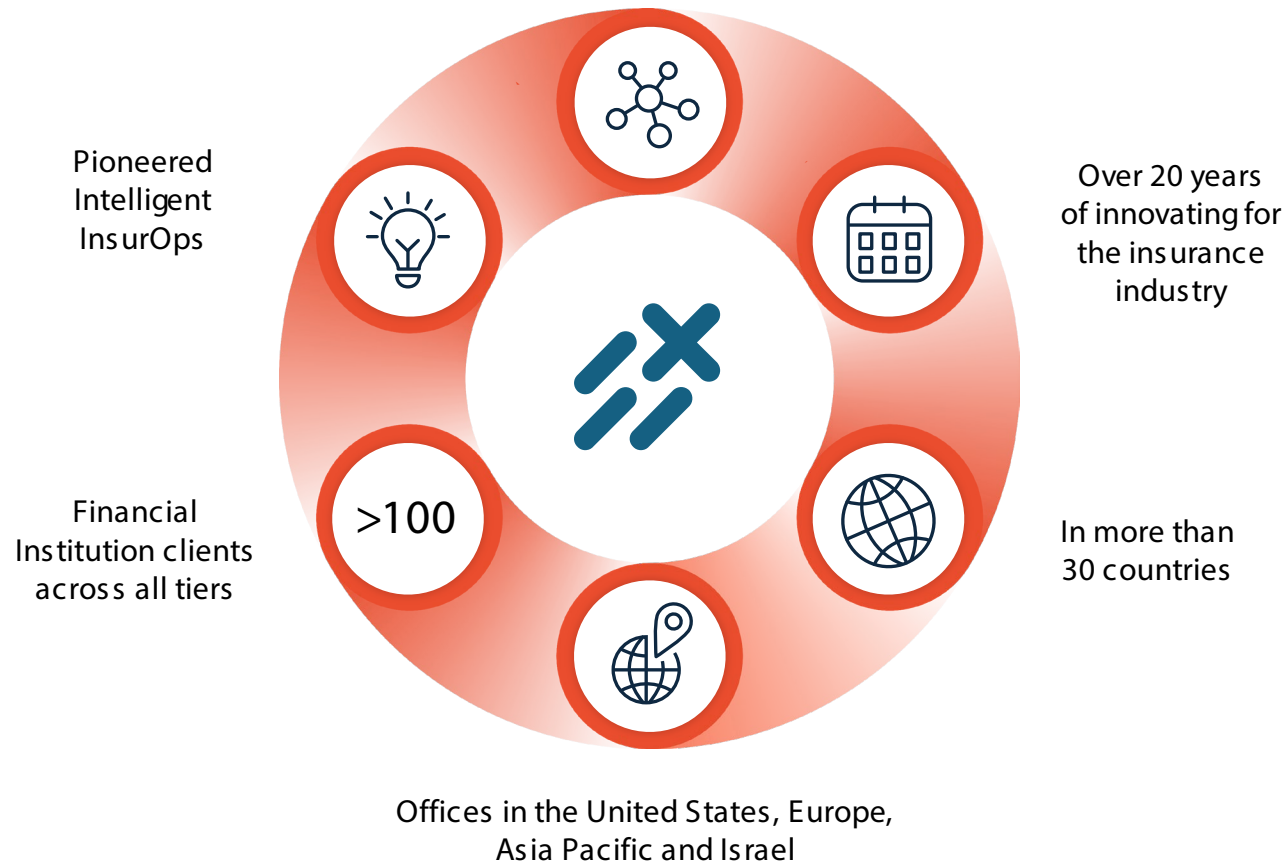 Pioneered
Intelligent
InsurOps
Over 20 years
of innovating for
the insurance
industry
>100
Financial
Institution clients
across all tiers
In more than
30 countries
Offices in the United States, Europe,
Asia Pacific and Israel